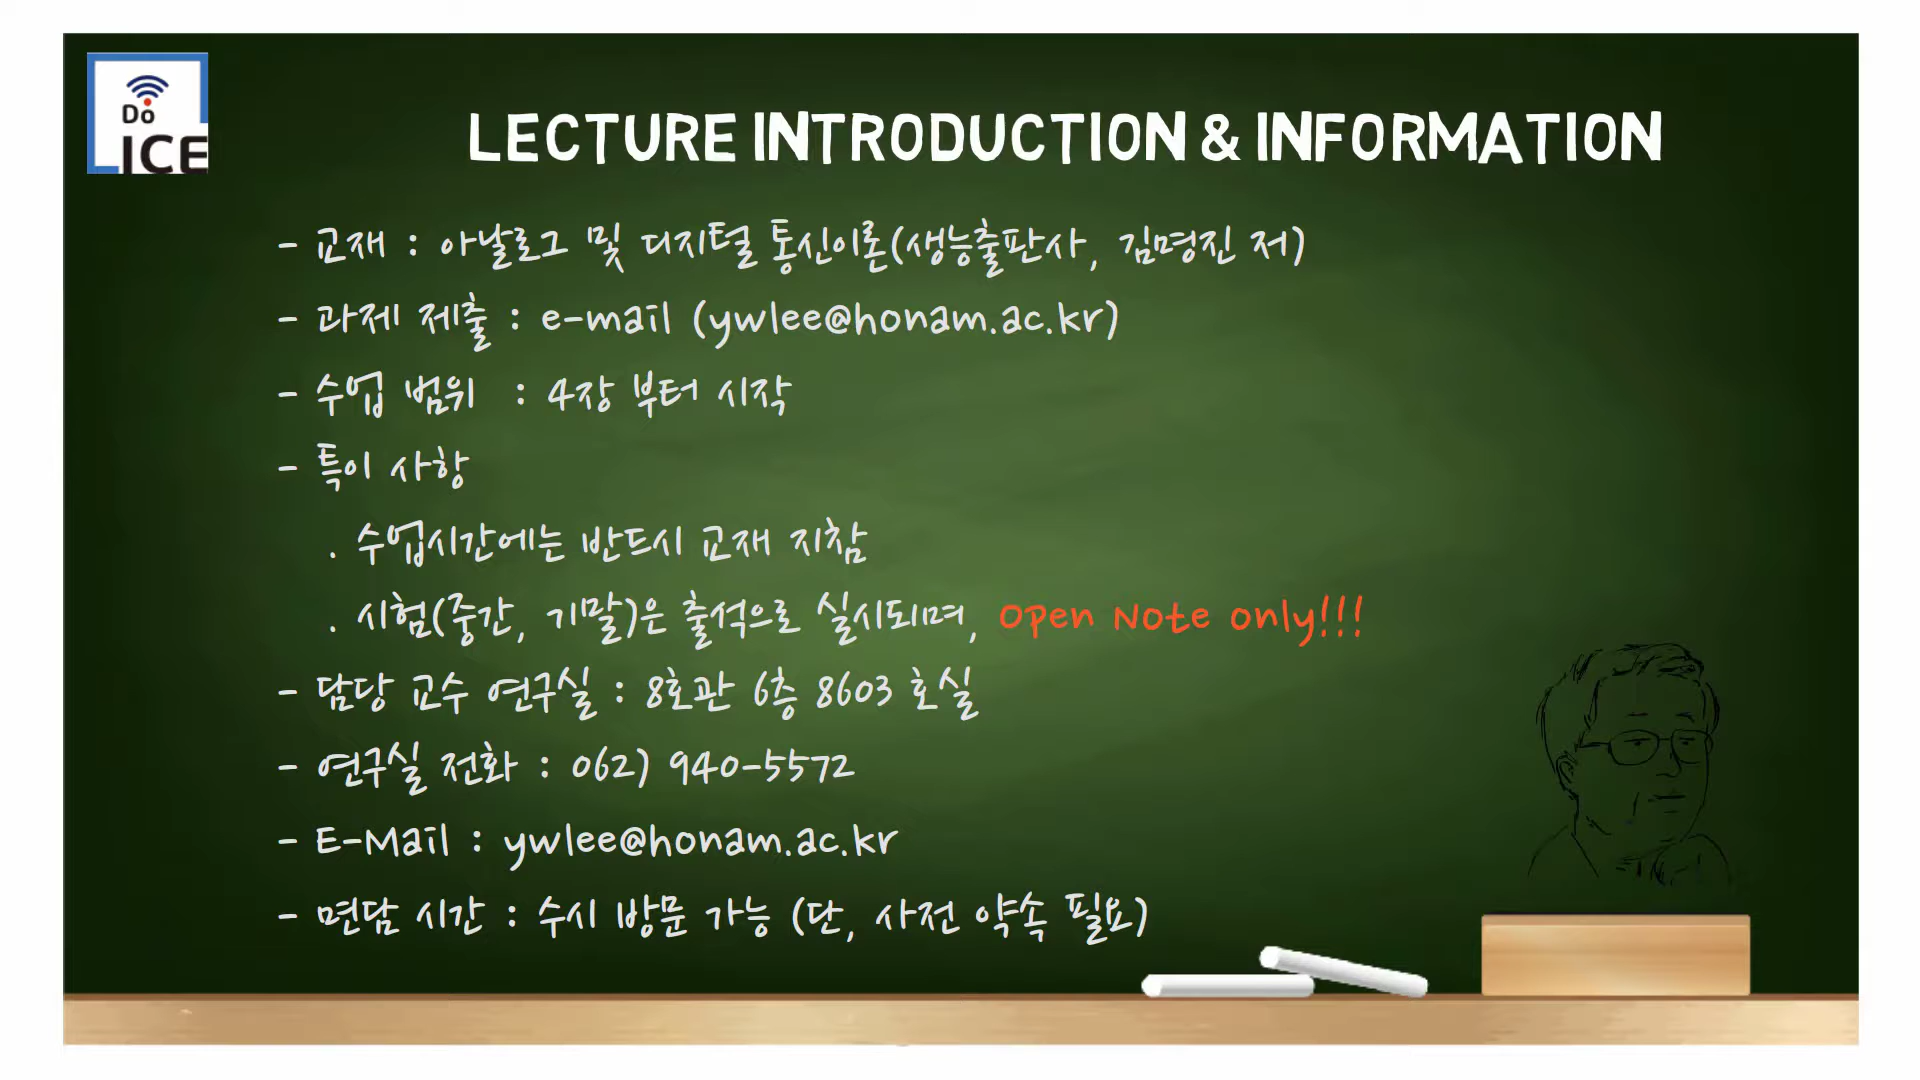 Do
ICE
LECTURE INTRODUCTION & INFORMATION
- 교재 : 아날로그 및 디지털 통신이론(생능출판사, 김명진 저)
- 과제 제출 : e-mail (ywlee@honam.ac.kr)
- 수업 범위 : 4장 부터 시작
- 특이 사항
. 수업시간에는 반드시 교재 지참
. 시험(중간, 기말)은 출석으로 실시되며, Open Note only!!!
- 담당 교수 연구실 : 8호관 6층 8603 호실
- 연구실 전화 : 062) 940-5572
- E-Mail : ywlee@honam.ac.kr
- 면담 시간 : 수시 방문 가능 (단, 사전 약속 필요)